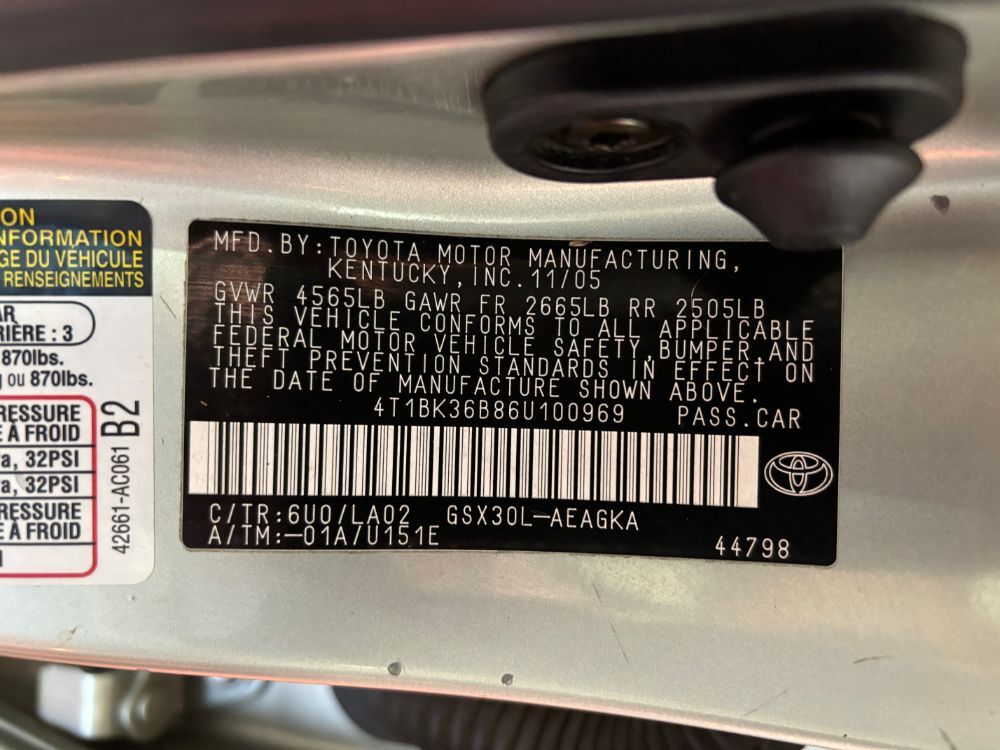 ON
NFORMATION
GE DU VÉHICULE
RENSEIGNEMENTS
AR
RIÈRE : 3
870lbs.
ou 870lbs.
RESSURE
E À FROID
a, 32PSI
a, 32PSI
RESSURE
E À FROID
42661-AC061 B2
MFD.BY:TOYOTA MOTOR MANUFACTURING,
KENTUCKY,INC.11/05
GVWR 4565LB GAWR FR 2665LB RR 2505LB
THIS VEHICLE CONFORMS TO ALL APPLICABLE
FEDERAL MOTOR VEHICLE SAFETY,BUMPER,AND
THEFT PREVENTION STANDARDS IN EFFECT ON
THE DATE OF MANUFACTURE SHOWN ABOVE.
4T1BK36B86U100969 PASS.CAR
C/TR:6U0/LA02 GSX30L-AEAGKA
A/TM:-01A/U151E
44798